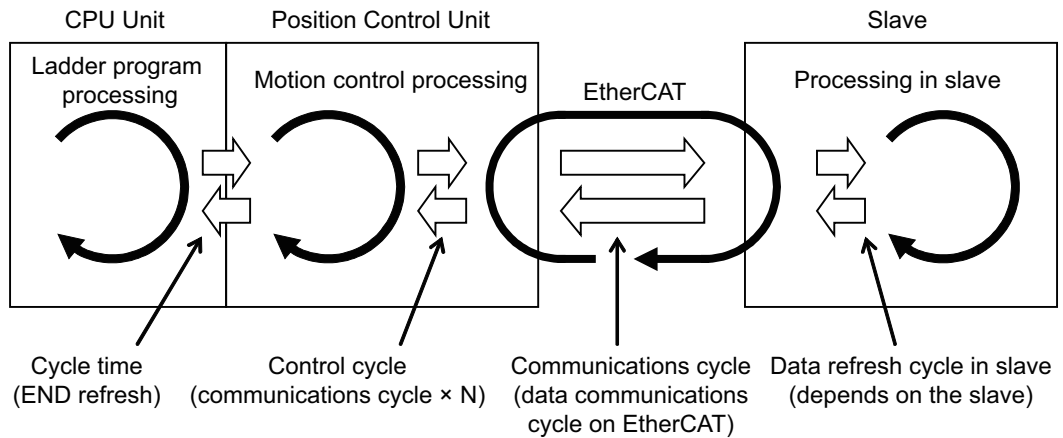 CPU Unit
Position Control Unit
Slave
Ladder program
processing
Motion control processing
EtherCAT
Processing in slave
Cycle time
(END refresh)
Control cycle
(communications cycle × N)
Communications cycle
(data communications
cycle on EtherCAT)
Data refresh cycle in slave
(depends on the slave)